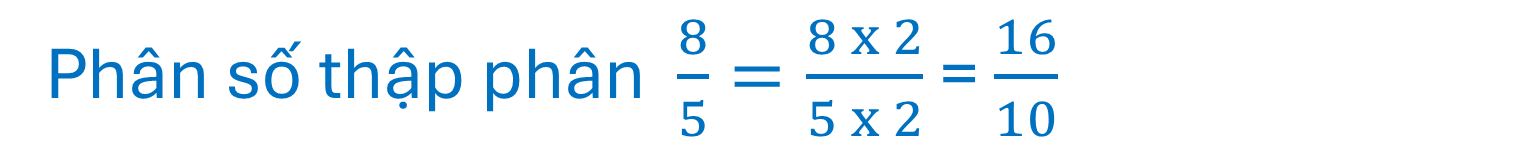 Phân số thập phân 8/5 = (8 x 2)/(5 x 2) = 16/10